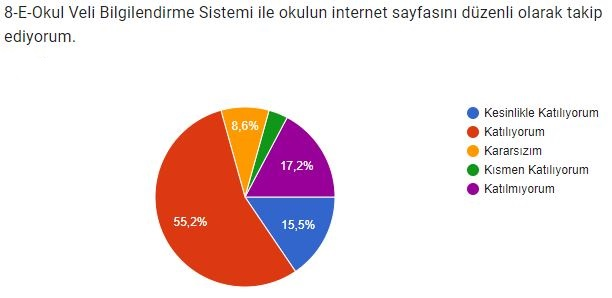 8-E-Okul Veli Bilgilendirme Sistemi ile okulun internet sayfasını düzenli olarak takip
ediyorum.
Kesinlikle Katılıyorum
Katılıyorum
Kararsızım
Kısmen Katılıyorum
Katılmıyorum
8,6%
17,2%
55,2%
15,5%